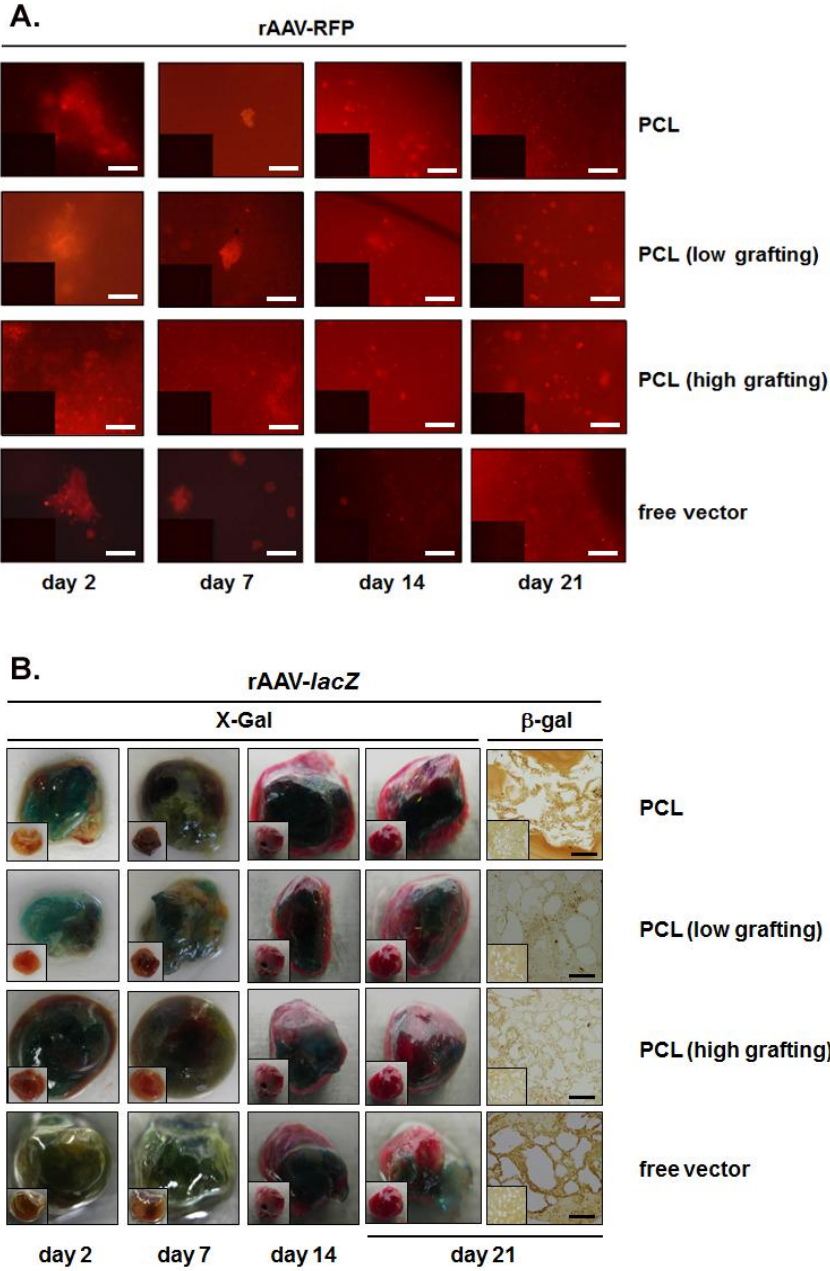 A.
rAAV-RFP
PCL
PCL (low grafting)
PCL (high grafting)
free vector
day 2 day 7 day 14 day 21
B.
rAAV-lacZ
X-Gal β-gal
PCL
PCL (low grafting)
PCL (high grafting)
free vector
day 2 day 7 day 14 day 21